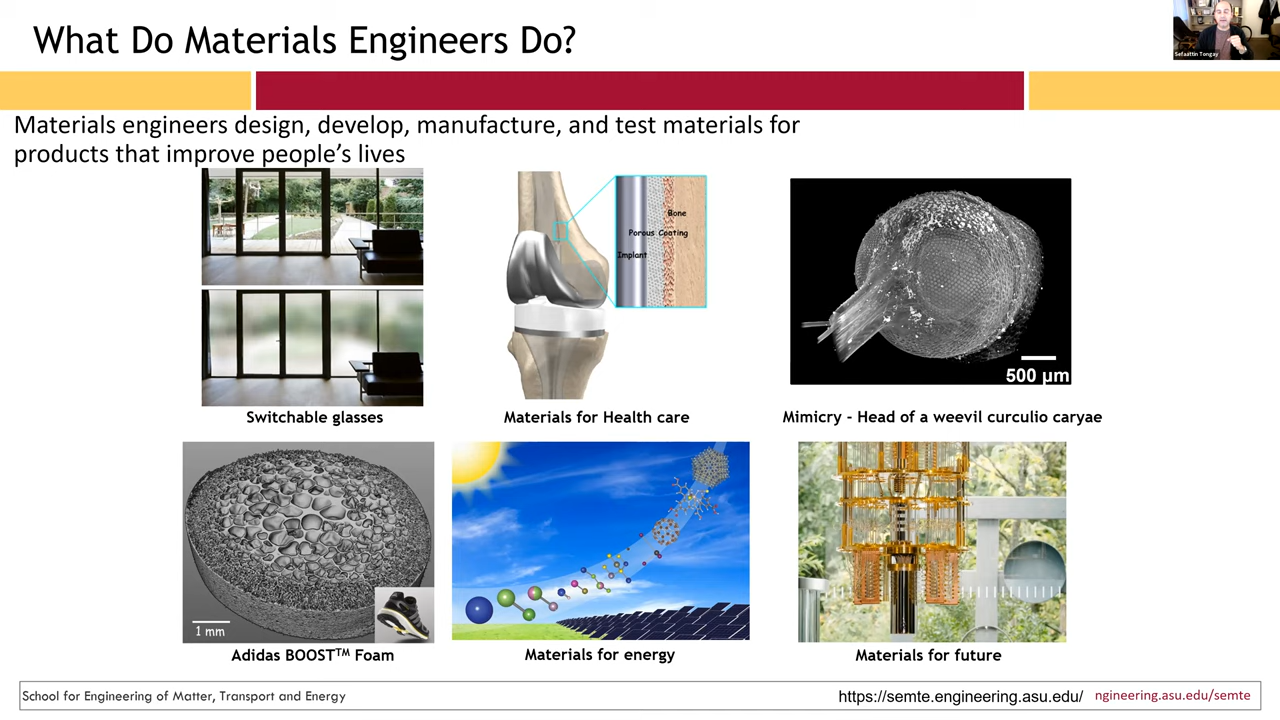 What Do Materials Engineers Do?
Sefaattin Tongay
Materials engineers design, develop, manufacture, and test materials for
products that improve people's lives
Bone
Porous Coating
Implant
500 µm
Switchable glasses
Materials for Health care
Mimicry - Head of a weevil curculio caryae
1 mm
Adidas BOOST™ Foam
Materials for energy
Materials for future
School for Engineering of Matter, Transport and Energy
https://semte.engineering.asu.edu/
ngineering.asu.edu/semte